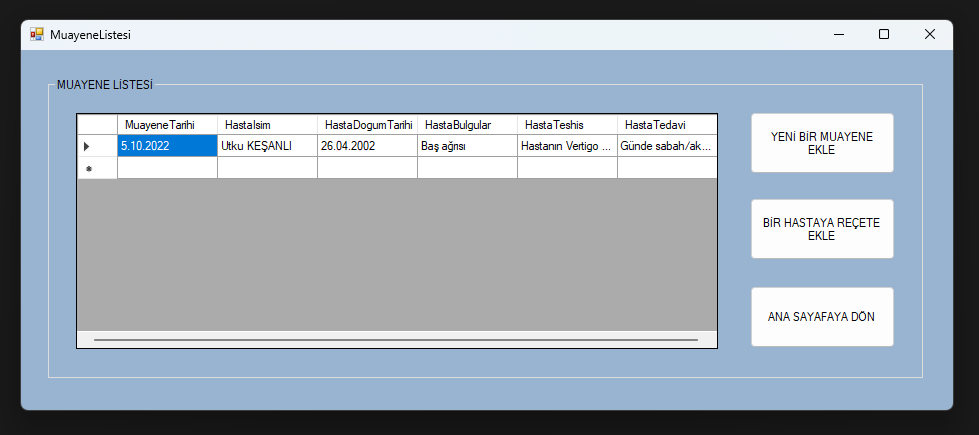 MuayeneListesi
MUAYENE LİSTESİ
MuayeneTarihi HastaIsim HastaDogumTarihi HastaBulgular HastaTeshis HastaTedavi
5.10.2022 Utku KEŞANLI 26.04.2002 Baş ağrısı Hastanın Vertigo ... Günde sabah/ak...
YENİ BİR MUAYENE
EKLE
BİR HASTAYA REÇETE
EKLE
ANA SAYAFAYA DÖN